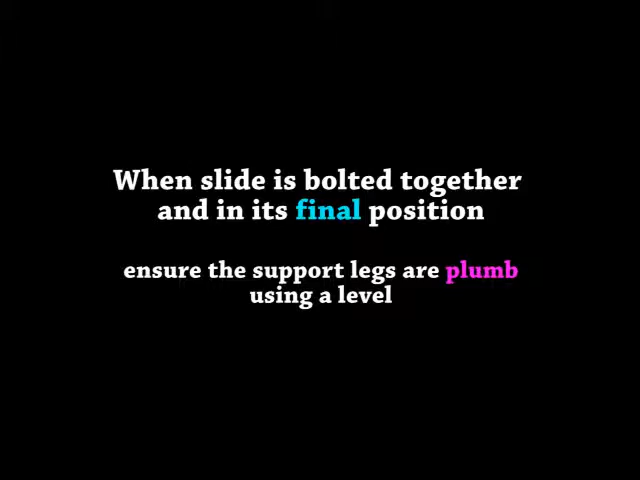 When slide is bolted together
and in its final position
ensure the support legs are plumb
using a level